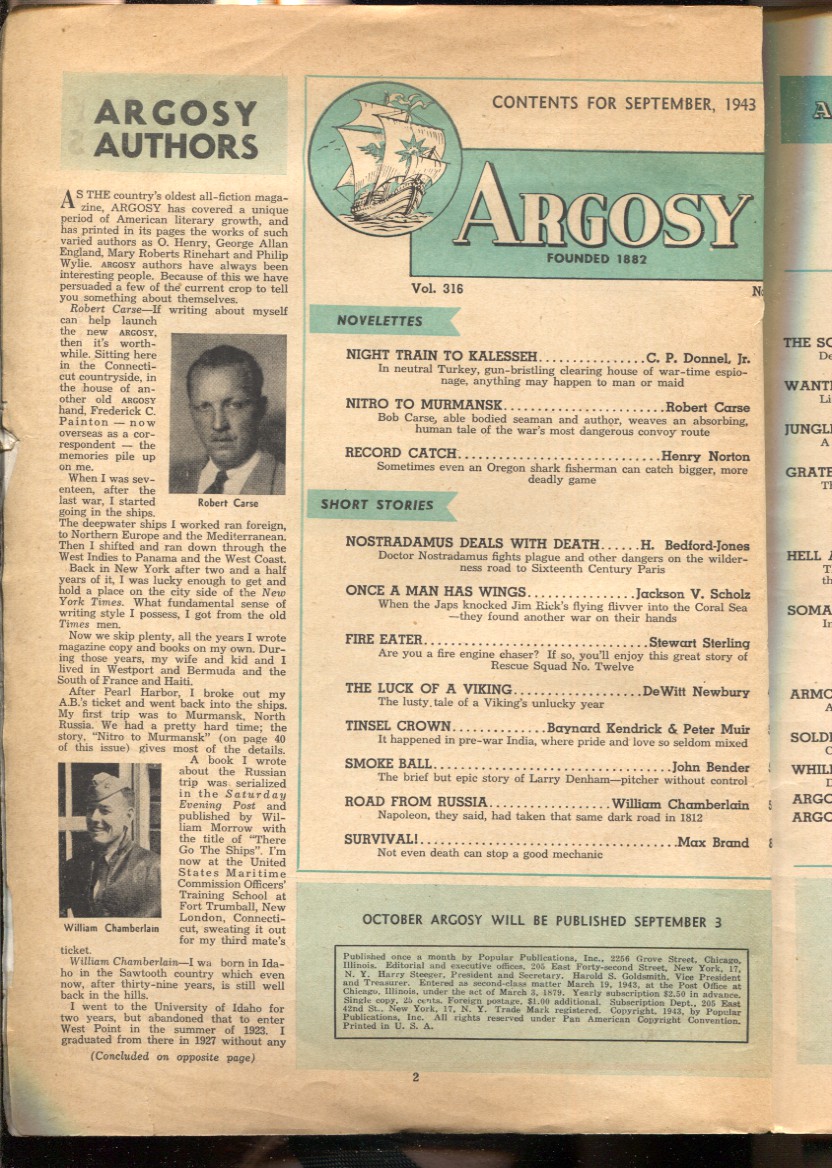 ARGOSY
AUTHORS
AS THE country's oldest all-fiction maga-
zine, ARGOSY has covered a unique
period of American literary growth, and
has printed in its pages the works of such
varied authors as O. Henry, George Allan
England, Mary Roberts Rinehart and Philip
Wylie. ARGOSY authors have always been
interesting people. Because of this we have
persuaded a few of the current crop to tell
you something about themselves.
Robert Carse—If writing about myself
can help launch
the new ARGOSY,
then it's worth-
while. Sitting here
in the Connecti-
cut countryside, in
the house of an-
other old ARGOSY
hand, Frederick C.
Painton — now
overseas as a cor-
respondent — the
memories pile up
on me.
When I was sev-
enteen, after the
last war, I started
going in the ships.
Robert Carse
The deepwater ships I worked ran foreign,
to Northern Europe and the Mediterranean.
Then I shifted and ran down through the
West Indies to Panama and the West Coast.
Back in New York after two and a half
years of it, I was lucky enough to get and
hold a place on the city side of the New
York Times. What fundamental sense of
writing style I possess, I got from the old
Times men.
Now we skip plenty, all the years I wrote
magazine copy and books on my own. Dur-
ing those years, my wife and kid and I
lived in Westport and Bermuda and the
South of France and Haiti.
After Pearl Harbor, I broke out my
A.B.'s ticket and went back into the ships.
My first trip was to Murmansk, North
Russia. We had a pretty hard time; the
story, "Nitro to Murmansk" (on page 40
of this issue) gives most of the details.
A book I wrote
about the Russian
trip was serialized
in the Saturday
Evening Post and
published by Wil-
liam Morrow with
the title of "There
Go The Ships". I'm
now at the United
States Maritime
Commission Officers'
Training School at
Fort Trumball, New
London, Connecti-
cut, sweating it out
for my third mate's
William Chamberlain
ticket.
William Chamberlain—I wa born in Ida-
ho in the Sawtooth country which even
now, after thirty-nine years, is still well
back in the hills.
I went to the University of Idaho for
two years, but abandoned that to enter
West Point in the summer of 1923. I
graduated from there in 1927 without any
(Concluded on opposite page)
CONTENTS FOR SEPTEMBER, 1943
ARGOSY
FOUNDED 1882
Vol. 316
NOVELETTES
NIGHT TRAIN TO KALESSEH................C. P. Donnel, Jr.
In neutral Turkey, gun-bristling clearing house of war-time espio-
nage, anything may happen to man or maid
NITRO TO MURMANSK........................Robert Carse
Bob Carse, able bodied seaman and author, weaves an absorbing,
human tale of the war's most dangerous convoy route
RECORD CATCH..............................Henry Norton
Sometimes even an Oregon shark fisherman can catch bigger, more
deadly game
SHORT STORIES
NOSTRADAMUS DEALS WITH DEATH......H. Bedford-Jones
Doctor Nostradamus fights plague and other dangers on the wilder-
ness road to Sixteenth Century Paris
ONCE A MAN HAS WINGS................Jackson V. Scholz
When the Japs knocked Jim Rick's flying flivver into the Coral Sea
—they found another war on their hands
FIRE EATER.................................Stewart Sterling
Are you a fire engine chaser? If so, you'll enjoy this great story of
Rescue Squad No. Twelve
THE LUCK OF A VIKING...................DeWitt Newbury
The lusty tale of a Viking's unlucky year
TINSEL CROWN..............Baynard Kendrick & Peter Muir
It happened in pre-war India, where pride and love so seldom mixed
SMOKE BALL...................................John Bender
The brief but epic story of Larry Denham—pitcher without control
ROAD FROM RUSSIA..................William Chamberlain
Napoleon, they said, had taken that same dark road in 1812
SURVIVAL!......................................Max Brand
Not even death can stop a good mechanic
OCTOBER ARGOSY WILL BE PUBLISHED SEPTEMBER 3
Published once a month by Popular Publications, Inc., 2256 Grove Street, Chicago,
Illinois. Editorial and executive offices, 205 East Forty-second Street, New York, 17,
N. Y. Harry Steeger, President and Secretary. Harold S. Goldsmith, Vice President
and Treasurer. Entered as second-class matter March 19, 1943, at the Post Office at
Chicago, Illinois, under the act of March 3, 1879. Yearly subscription $2.50 in advance.
Single copy, 25 cents. Foreign postage, $1.00 additional. Subscription Dept., 205 East
42nd St., New York, 17, N. Y. Trade Mark registered. Copyright, 1943, by Popular
Publications, Inc. All rights reserved under Pan American Copyright Convention.
Printed in U. S. A.
2
THE SO
De
WANT
Li
JUNGL
A
GRATE
Th
HELL A
th
SOMA
In
ARMO
A
SOLDI
C
WHIL
D
ARGO
ARGO